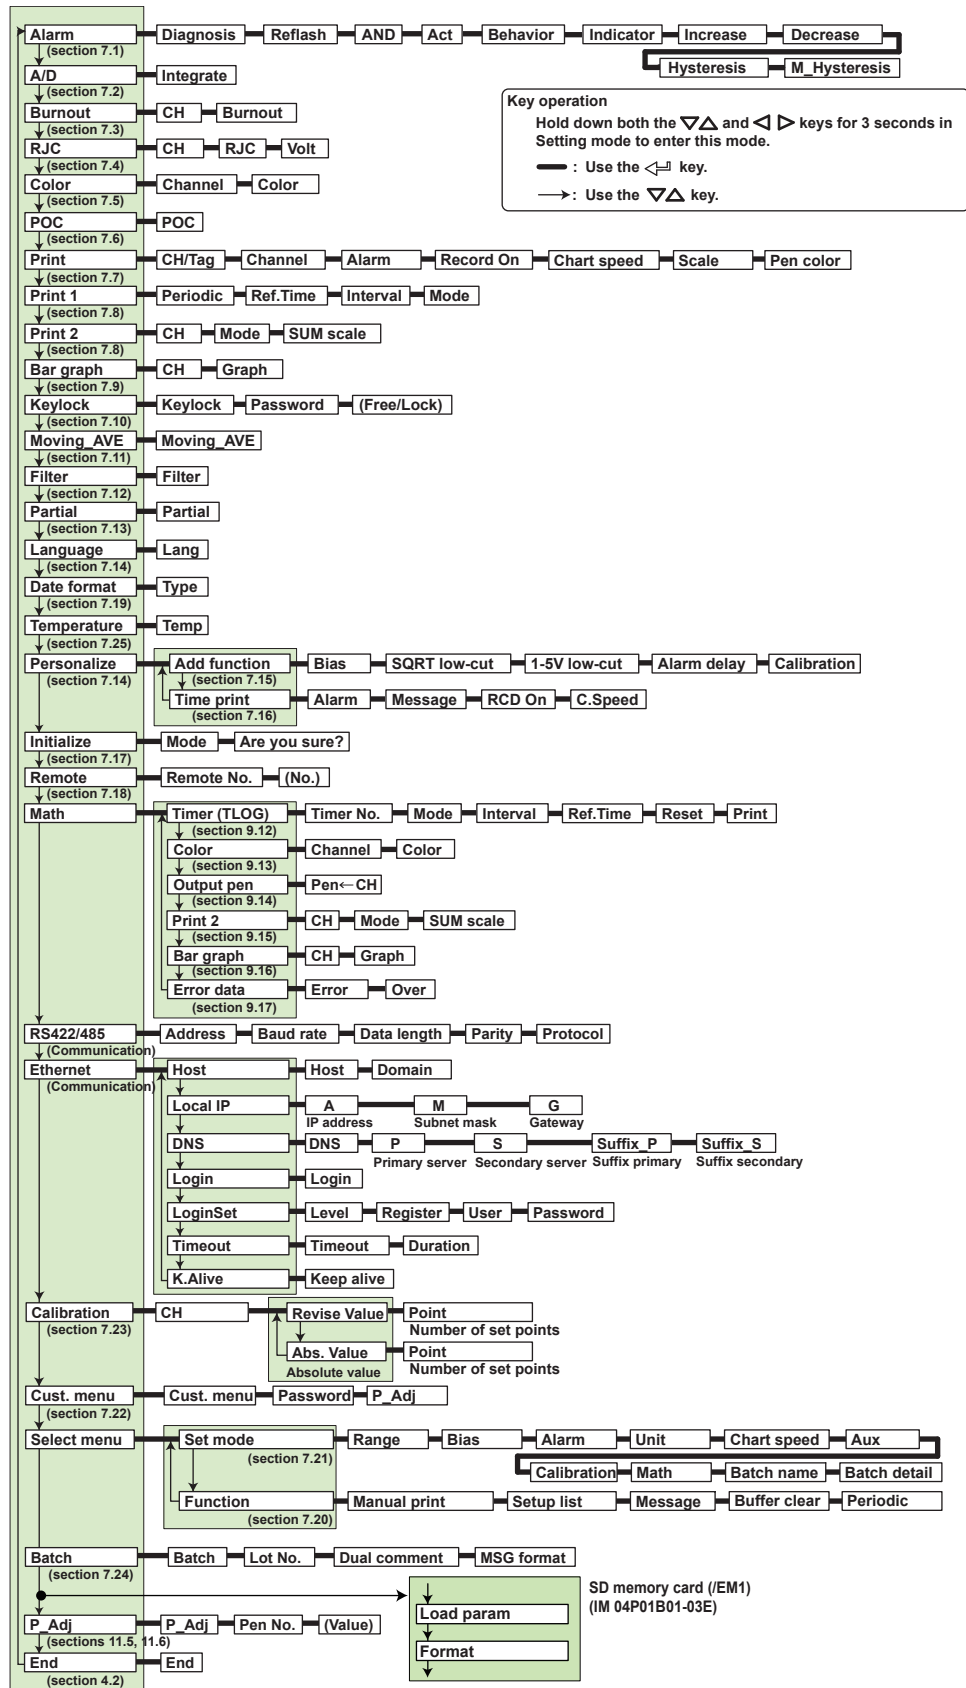 Alarm Diagnosis Reflash AND Act Behavior Indicator Increase Decrease
(section 7.1)
Hysteresis M_Hysteresis
A/D Integrate
(section 7.2)
Key operation
Hold down both the ▽△ and ◁ ▷ keys for 3 seconds in
Setting mode to enter this mode.
: Use the key.
: Use the ▽△ key.
Burnout CH Burnout
(section 7.3)
RJC CH RJC Volt
(section 7.4)
Color Channel Color
(section 7.5)
POC POC
(section 7.6)
Print CH/Tag Channel Alarm Record On Chart speed Scale Pen color
(section 7.7)
Print 1 Periodic Ref.Time Interval Mode
(section 7.8)
Print 2 CH Mode SUM scale
(section 7.8)
Bar graph CH Graph
(section 7.9)
Keylock Keylock Password (Free/Lock)
(section 7.10)
Moving_AVE Moving_AVE
(section 7.11)
Filter Filter
(section 7.12)
Partial Partial
(section 7.13)
Language Lang
(section 7.14)
Date format Type
(section 7.19)
Temperature Temp
(section 7.25)
Personalize Add function Bias SQRT low-cut 1-5V low-cut Alarm delay Calibration
(section 7.14) (section 7.15)
Time print Alarm Message RCD On C.Speed
(section 7.16)
Initialize Mode Are you sure?
(section 7.17)
Remote Remote No. (No.)
(section 7.18)
Math Timer (TLOG) Timer No. Mode Interval Ref.Time Reset Print
(section 9.12)
Color Channel Color
(section 9.13)
Output pen Pen←CH
(section 9.14)
Print 2 CH Mode SUM scale
(section 9.15)
Bar graph CH Graph
(section 9.16)
Error data Error Over
(section 9.17)
RS422/485 Address Baud rate Data length Parity Protocol
(Communication)
Ethernet Host Host Domain
(Communication)
Local IP A M G
IP address Subnet mask Gateway
DNS DNS P S Suffix_P Suffix_S
Primary server Secondary server Suffix primary Suffix secondary
Login Login
LoginSet Level Register User Password
Timeout Timeout Duration
K.Alive Keep alive
Calibration CH Revise Value Point
(section 7.23) Number of set points
Abs. Value Point
Absolute value Number of set points
Cust. menu Cust. menu Password P_Adj
(section 7.22)
Select menu Set mode Range Bias Alarm Unit Chart speed Aux
(section 7.21)
Calibration Math Batch name Batch detail
Function Manual print Setup list Message Buffer clear Periodic
(section 7.20)
Batch Batch Lot No. Dual comment MSG format
(section 7.24)
SD memory card (/EM1)
(IM 04P01B01-03E)
Load param
Format
P_Adj P_Adj Pen No. (Value)
(sections 11.5, 11.6)
End End
(section 4.2)